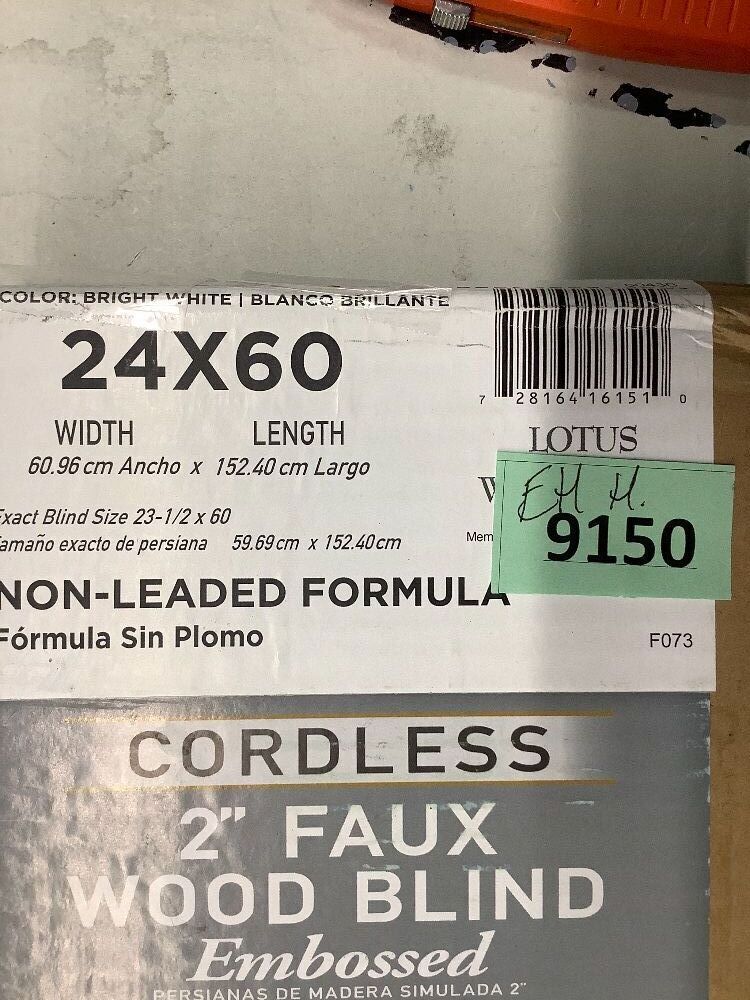 COLOR: BRIGHT WHITE | BLANCO BRILLANTE
24X60
WIDTH LENGTH
60.96 cm Ancho x 152.40 cm Largo
Exact Blind Size 23-1/2 x 60
Tamaño exacto de persiana 59.69 cm x 152.40 cm
NON-LEADED FORMULA
Fórmula Sin Plomo
7 28164 16151 0
LOTUS
W
Mem
EH H.
9150
F073
CORDLESS
2" FAUX
WOOD BLIND
Embossed
PERSIANAS DE MADERA SIMULADA 2"